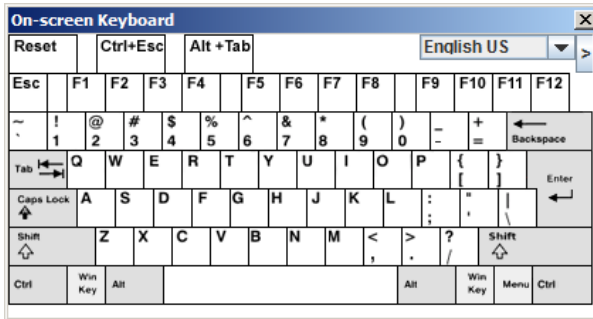 On-screen Keyboard X
Reset Ctrl+Esc Alt +Tab English US >
Esc F1 F2 F3 F4 F5 F6 F7 F8 F9 F10 F11 F12
~ ! @ # $ % ^ & * ( ) _ +
` 1 2 3 4 5 6 7 8 9 0 - = Backspace
Tab Q W E R T Y U I O P { }
[ ] Enter
Caps Lock A S D F G H J K L : " |
; ' \
Shift Z X C V B N M < > ? Shift
, . /
Ctrl Win Key Alt Alt Win Key Menu Ctrl